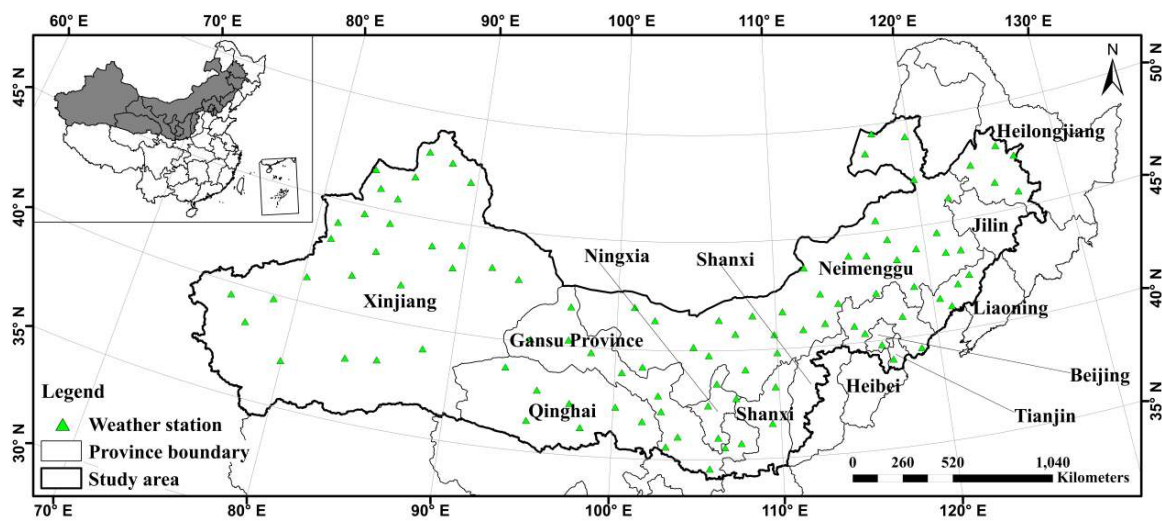 60° E 70° E 80° E 90° E 100° E 110° E 120° E 130° E
50° N
45° N
N
Heilongjiang
45° N
40° N
Jilin
Ningxia
Shanxi
Neimenggu
40° N
Xinjiang
Liaoning
35° N
Gansu Province
Beijing
Legend
Heibei
35° N
Weather station
Qinghai
Shanxi
Tianjin
Province boundary
30° N
0 260 520 1,040
Kilometers
Study area
30° N
70° E 80° E 90° E 100° E 110° E 120° E